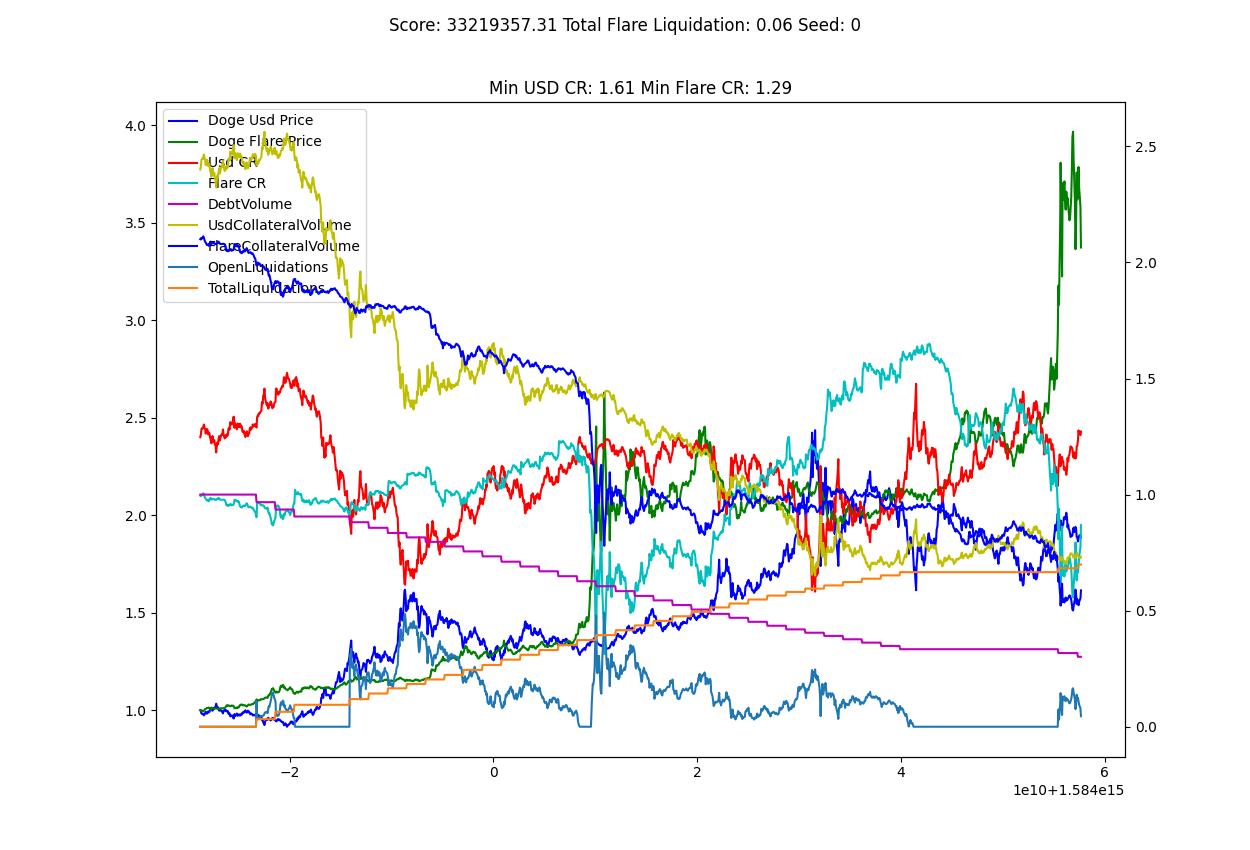 Score: 33219357.31 Total Flare Liquidation: 0.06 Seed: 0
Min USD CR: 1.61 Min Flare CR: 1.29
Doge Usd Price
Doge Flare Price
Usd CR
Flare CR
DebtVolume
UsdCollateralVolume
FlareCollateralVolume
OpenLiquidations
TotalLiquidations
4.0
3.5
3.0
2.5
2.0
1.5
1.0
2.5
2.0
1.5
1.0
0.5
0.0
−2
0
2
4
6
1e10+1.584e15